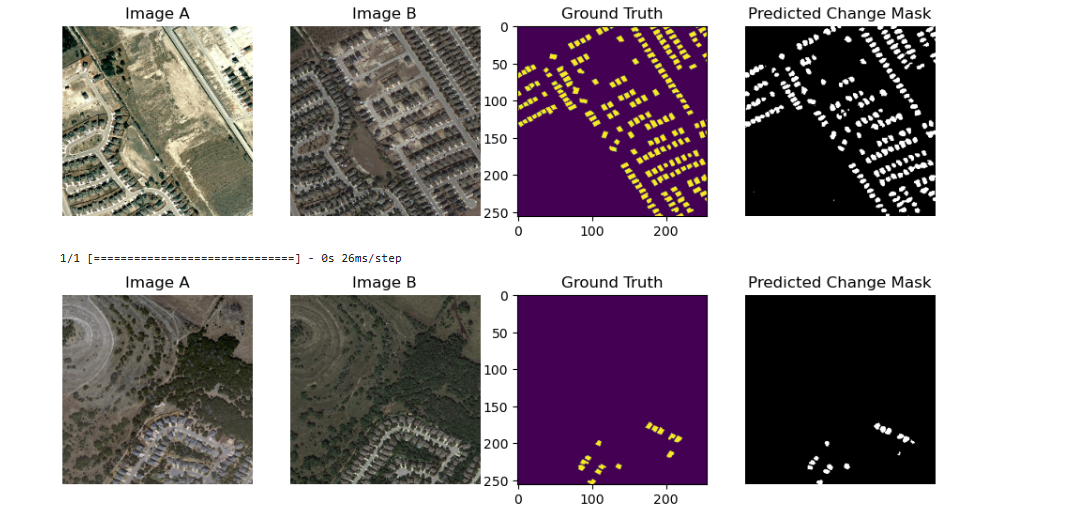 Image A Image B Ground Truth Predicted Change Mask
0
50
100
150
200
250
0 100 200
1/1 [==============================] - 0s 26ms/step
Image A Image B Ground Truth Predicted Change Mask
0
50
100
150
200
250
0 100 200